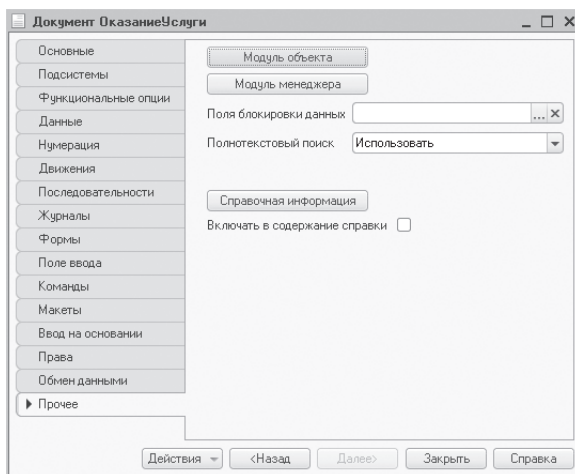 Документ ОказаниеУслуги
Основные
Подсистемы
Функциональные опции
Данные
Нумерация
Движения
Последовательности
Журналы
Формы
Поле ввода
Команды
Макеты
Ввод на основании
Права
Обмен данными
Прочее
Модуль объекта
Модуль менеджера
Поля блокировки данных ...
Полнотекстовый поиск Использовать
Справочная информация
Включать в содержание справки
Действия <Назад Далее> Закрыть Справка